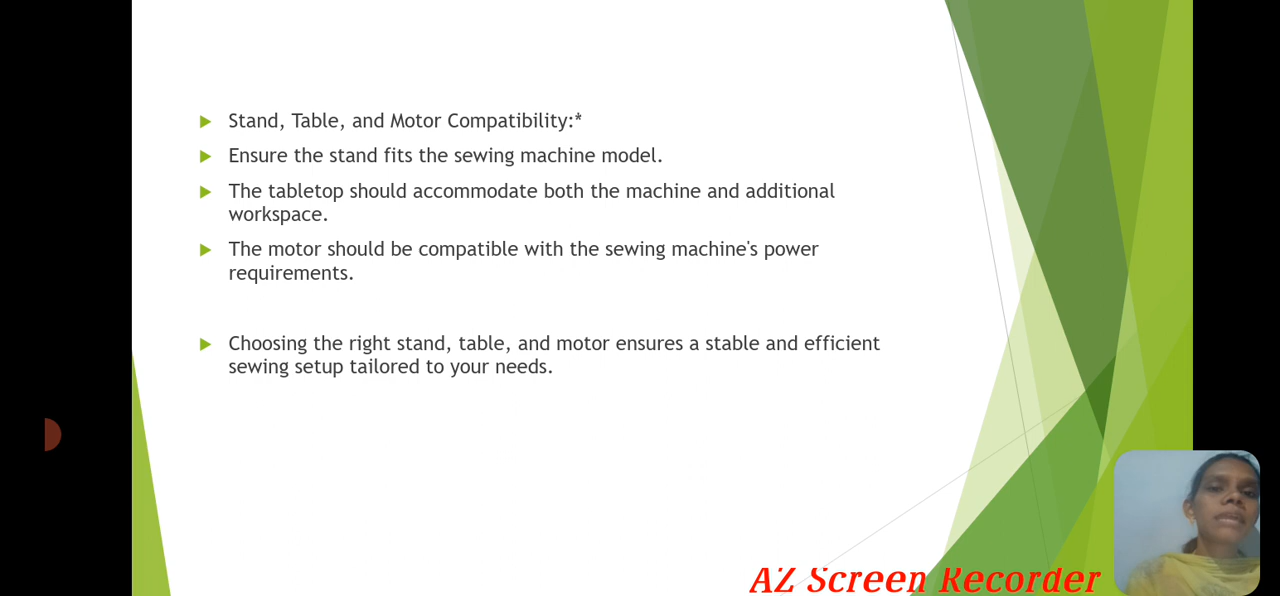 Stand, Table, and Motor Compatibility:*
Ensure the stand fits the sewing machine model.
The tabletop should accommodate both the machine and additional
workspace.
The motor should be compatible with the sewing machine's power
requirements.
Choosing the right stand, table, and motor ensures a stable and efficient
sewing setup tailored to your needs.
AZ Screen Recorder